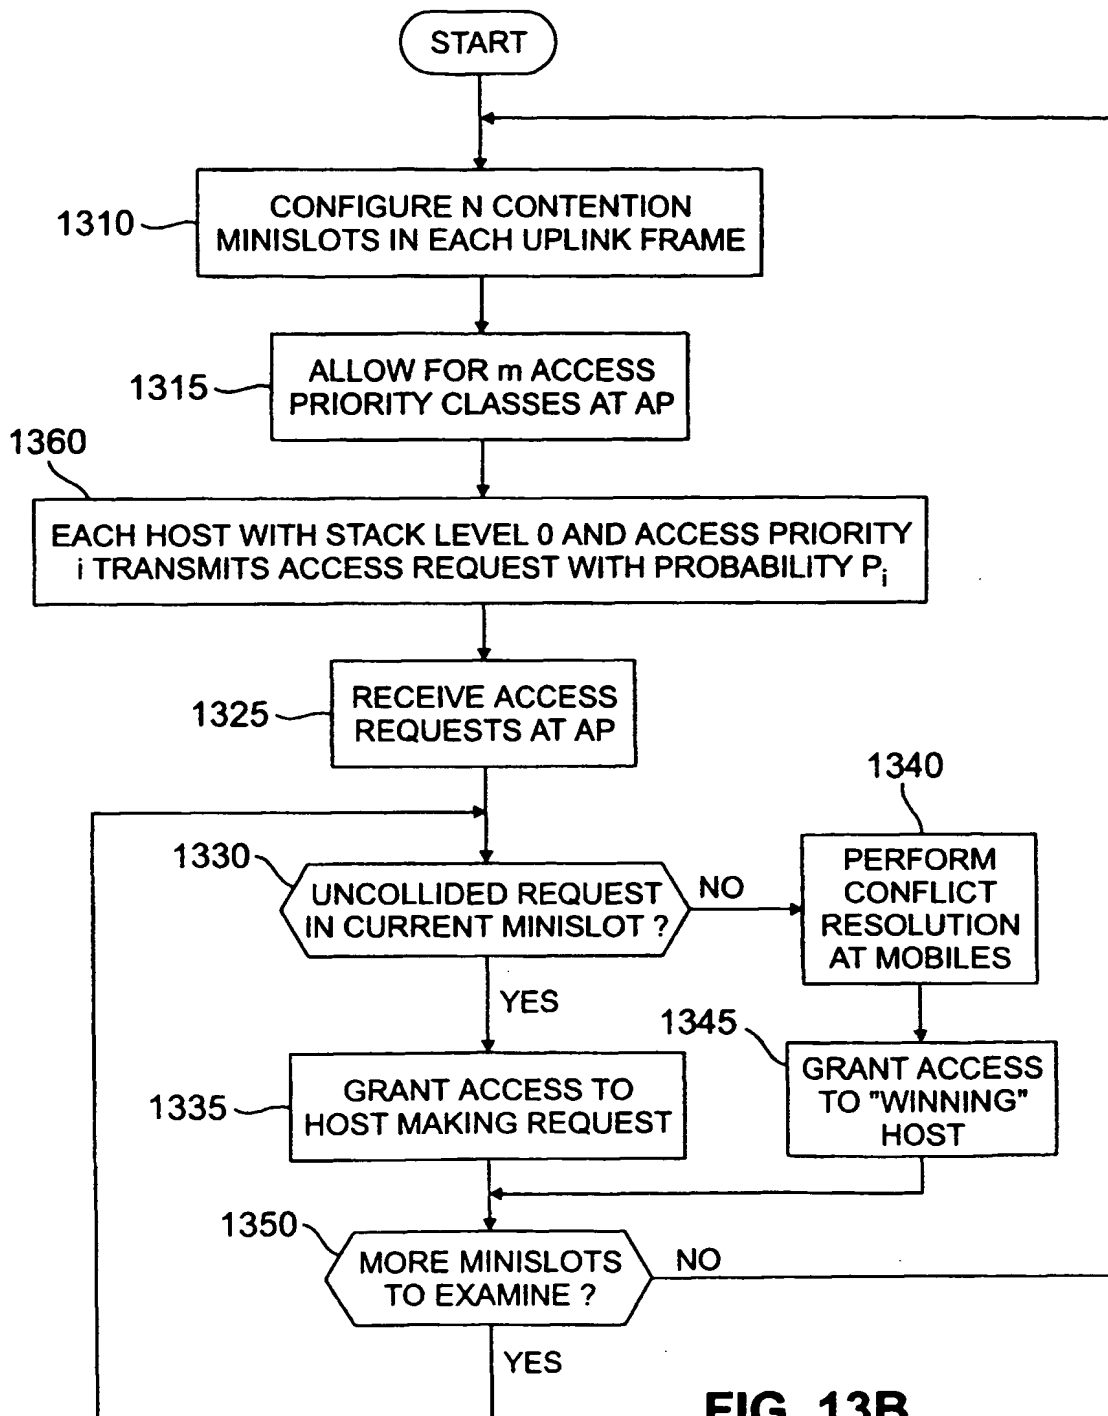 START
1310
CONFIGURE N CONTENTION
MINISLOTS IN EACH UPLINK FRAME
1315
ALLOW FOR m ACCESS
PRIORITY CLASSES AT AP
1360
EACH HOST WITH STACK LEVEL 0 AND ACCESS PRIORITY
i TRANSMITS ACCESS REQUEST WITH PROBABILITY Pi
1325
RECEIVE ACCESS
REQUESTS AT AP
1330
UNCOLLIDED REQUEST
IN CURRENT MINISLOT ?
NO
1340
PERFORM
CONFLICT
RESOLUTION
AT MOBILES
YES
1335
GRANT ACCESS TO
HOST MAKING REQUEST
1345
GRANT ACCESS
TO "WINNING"
HOST
1350
MORE MINISLOTS
TO EXAMINE ?
NO
YES
FIG. 13B